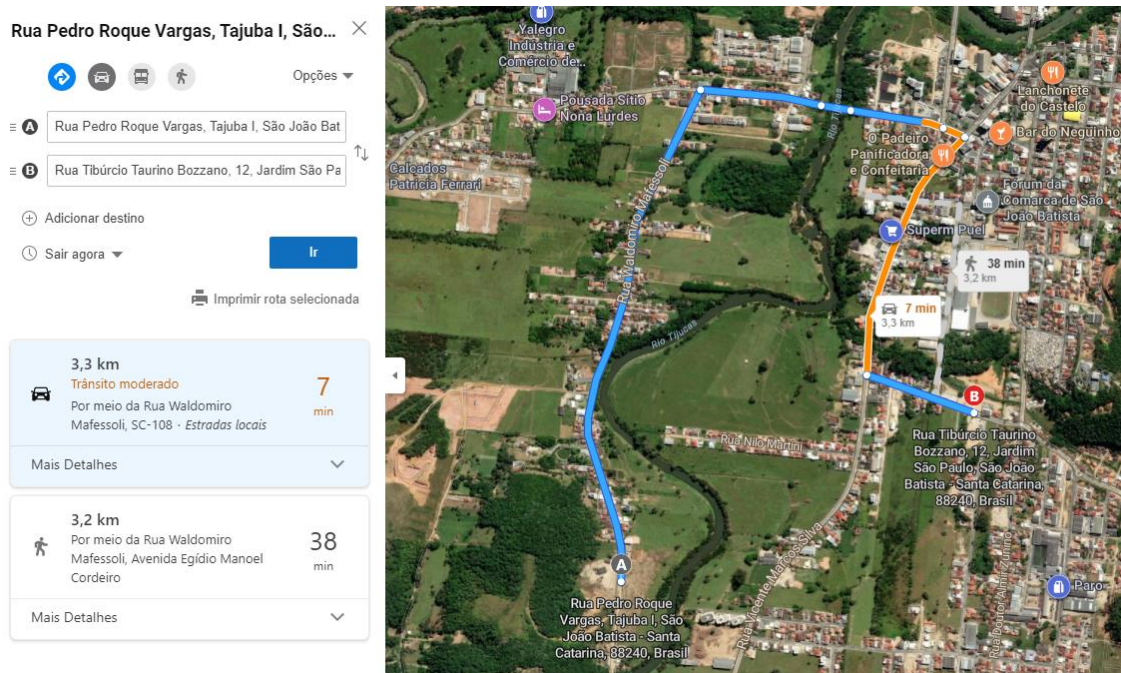 Rua Pedro Roque Vargas, Tajuba I, São...
Opções
A
Rua Pedro Roque Vargas, Tajuba I, São João Bat
B
Rua Tibúrcio Taurino Bozzano, 12, Jardim São Pa
Adicionar destino
Sair agora
Ir
Imprimir rota selecionada
3,3 km
Trânsito moderado
Por meio da Rua Waldomiro
Mafessoli, SC-108 · Estradas locais
7
min
Mais Detalhes
3,2 km
Por meio da Rua Waldomiro
Mafessoli, Avenida Egídio Manoel
Cordeiro
38
min
Mais Detalhes
Yalegro
Indústria e
Comércio de...
Pousada Sítio
Nona Lurdes
Calcados
Patricia Ferrari
Rua Waldomiro Mafessoli
Rio Tijucas
Rio Tijucas
Lanchonete
do Castelo
Bar do Neguinho
O Padeiro
Panificadora
e Confeitaria
Fórum da
Comarca de São
João Batista
Superm Puel
38 min
3,2 km
7 min
3,3 km
B
Rua Tibúrcio Taurino
Bozzano, 12, Jardim
São Paulo, São João
Batista - Santa Catarina,
88240, Brasil
Rua Nilo Martini
Rua Vicente Marcos Silva
A
Rua Pedro Roque
Vargas, Tajuba I, São
João Batista - Santa
Catarina, 88240, Brasil
Paro
Rua Doutor Almir Zunino